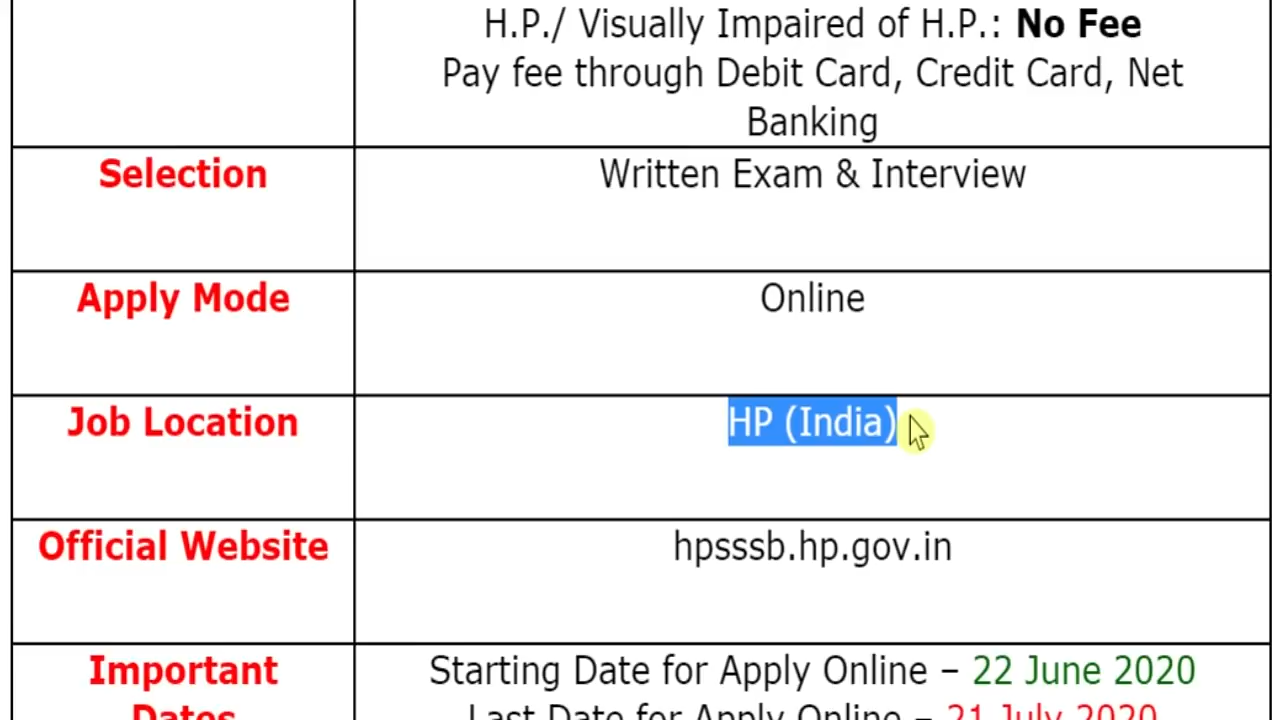 H.P./ Visually Impaired of H.P.: No Fee
Pay fee through Debit Card, Credit Card, Net
Banking
Selection
Written Exam & Interview
Apply Mode
Online
Job Location
HP (India)
Official Website
hpsssb.hp.gov.in
Important
Dates
Starting Date for Apply Online – 22 June 2020
Last Date for Apply Online – 21 July 2020